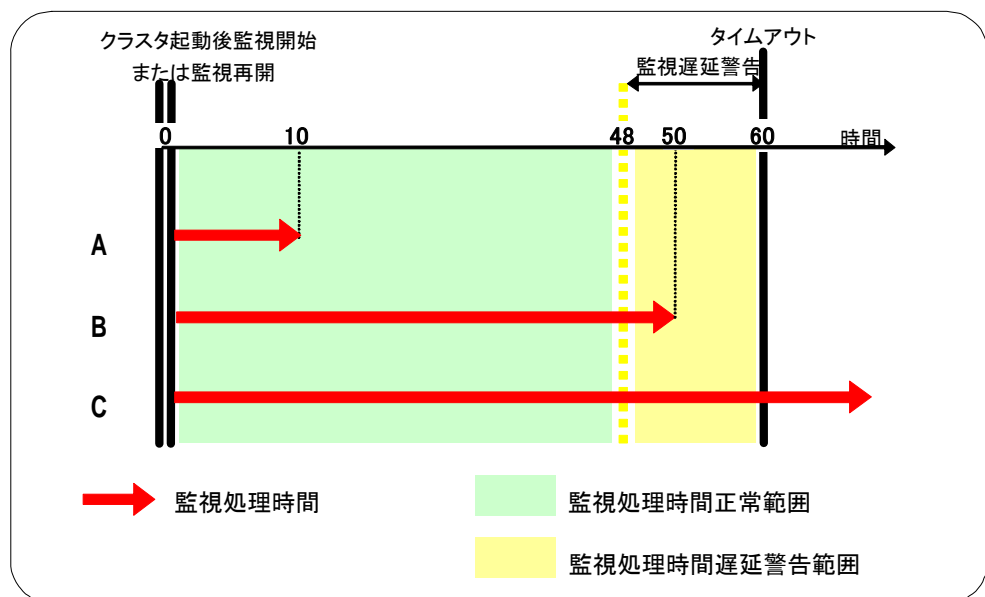 クラスタ起動後監視開始
または監視再開
タイムアウト
監視遅延警告
0 10 48 50 60 時間
A
B
C
監視処理時間
監視処理時間正常範囲
監視処理時間遅延警告範囲